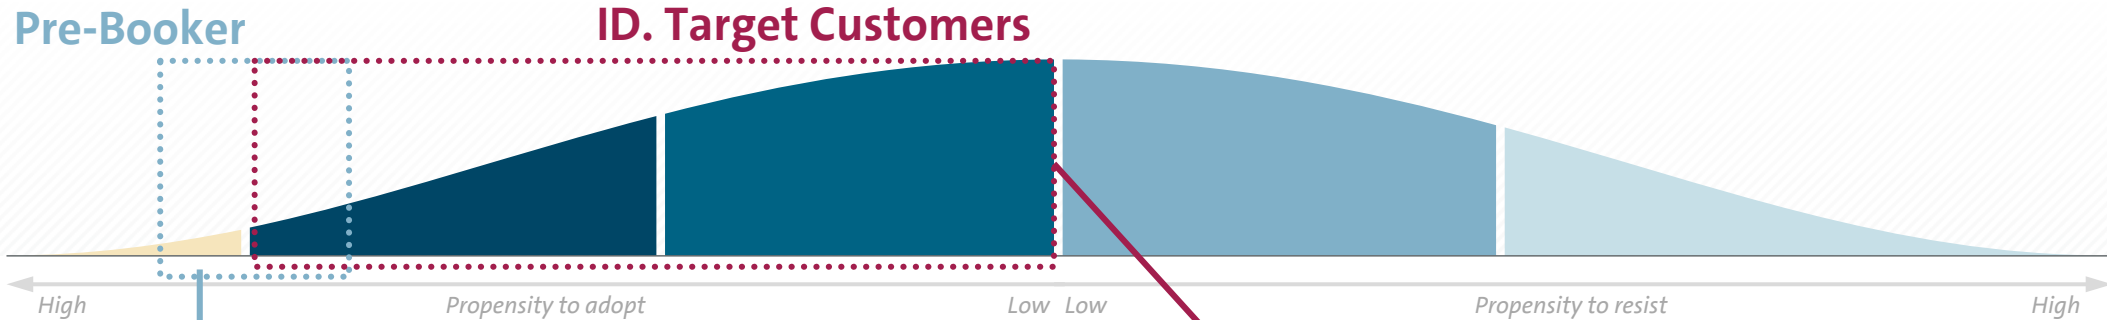 Pre-Booker
ID. Target Customers
High
Propensity to adopt
Low
Low
Propensity to resist
High